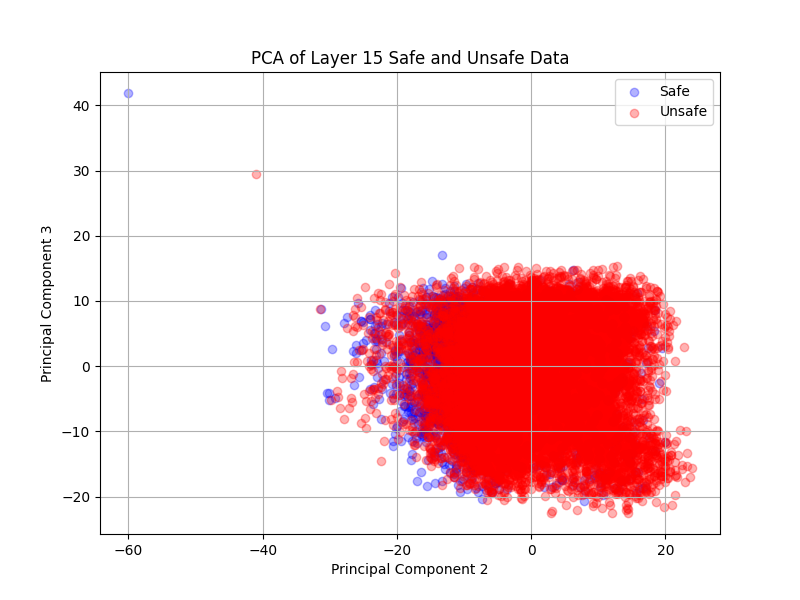 PCA of Layer 15 Safe and Unsafe Data
Safe
Unsafe
40
30
20
10
0
−10
−20
Principal Component 3
−60
−40
−20
0
20
Principal Component 2